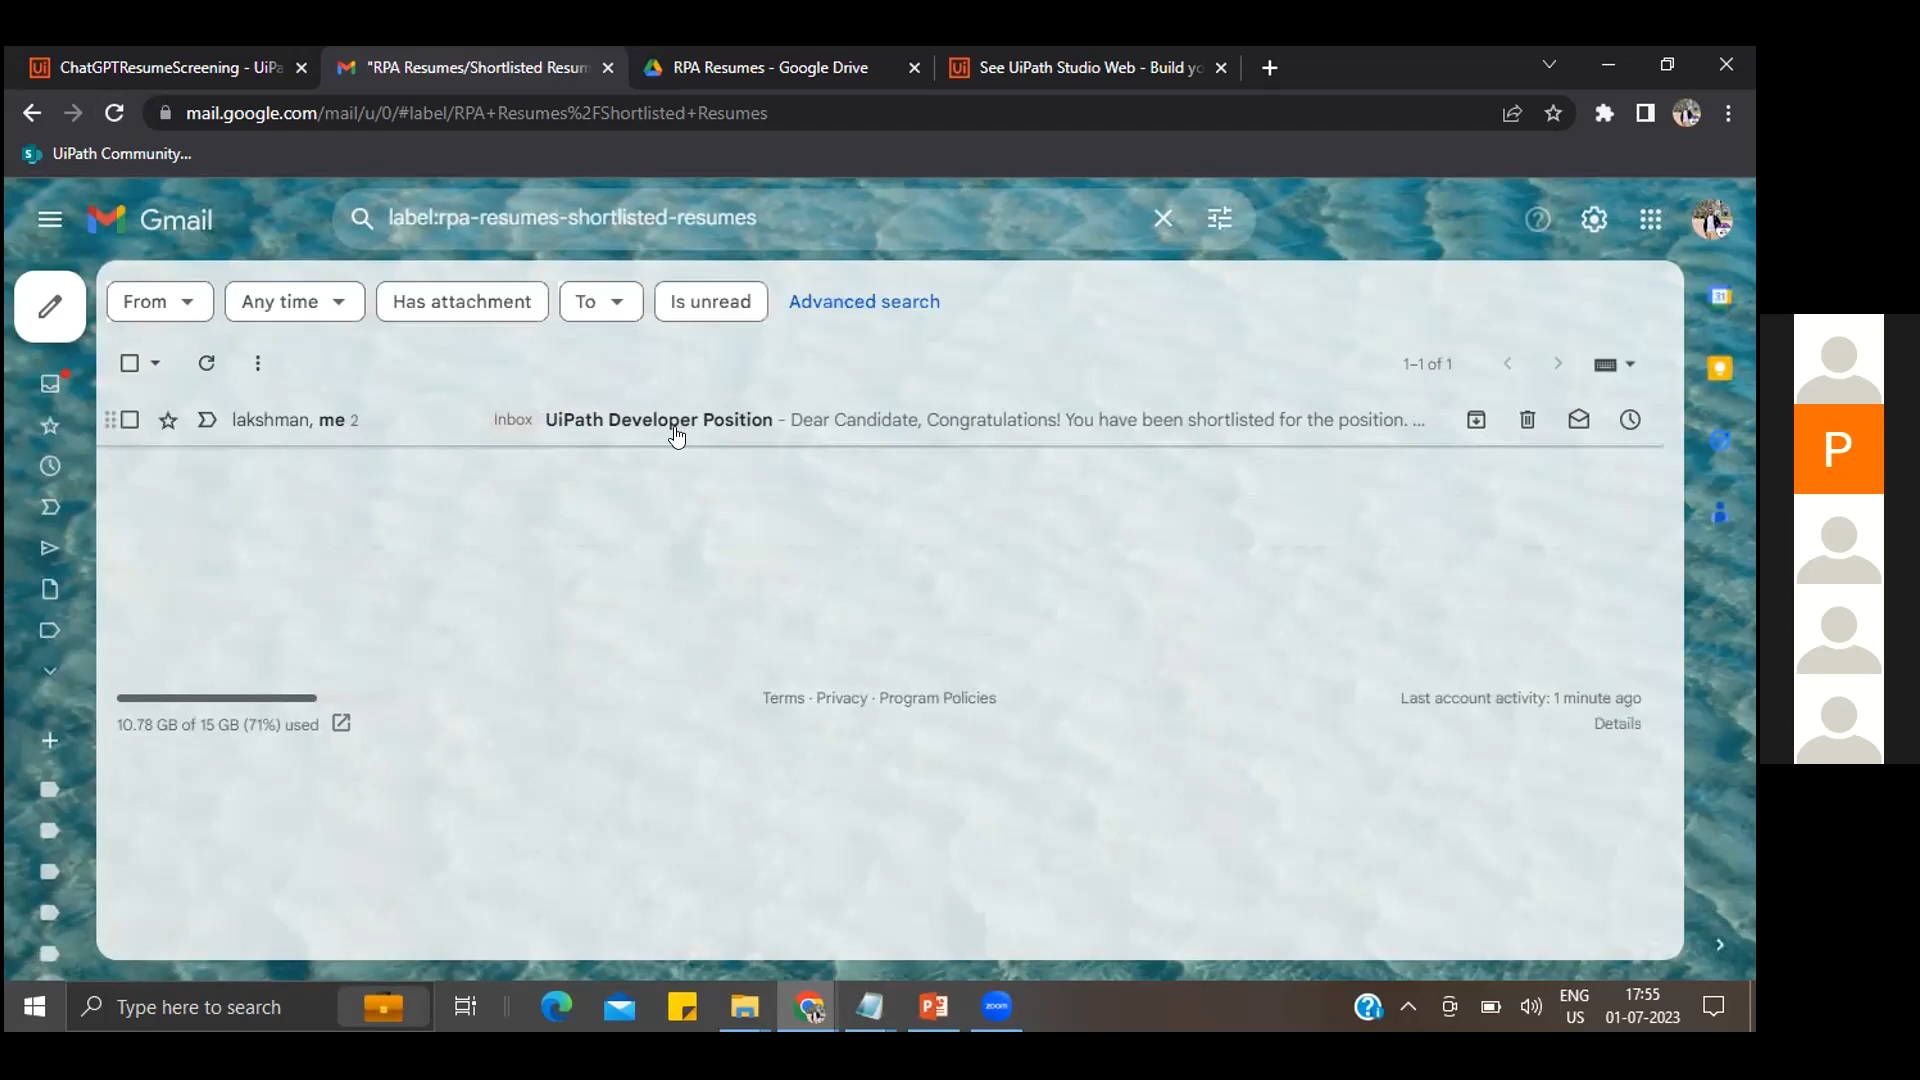 ChatGPTResumeScreening - UiPa
"RPA Resumes/Shortlisted Resum
RPA Resumes - Google Drive
See UiPath Studio Web - Build yo
mail.google.com/mail/u/0/#label/RPA+Resumes%2FShortlisted+Resumes
S
UiPath Community...
Gmail
label:rpa-resumes-shortlisted-resumes
From
Any time
Has attachment
To
Is unread
Advanced search
1–1 of 1
lakshman, me 2
Inbox
UiPath Developer Position - Dear Candidate, Congratulations! You have been shortlisted for the position. ...
31
P
Terms · Privacy · Program Policies
Last account activity: 1 minute ago
10.78 GB of 15 GB (71%) used
Details
Type here to search
zoom
ENG
US
17:55
01-07-2023